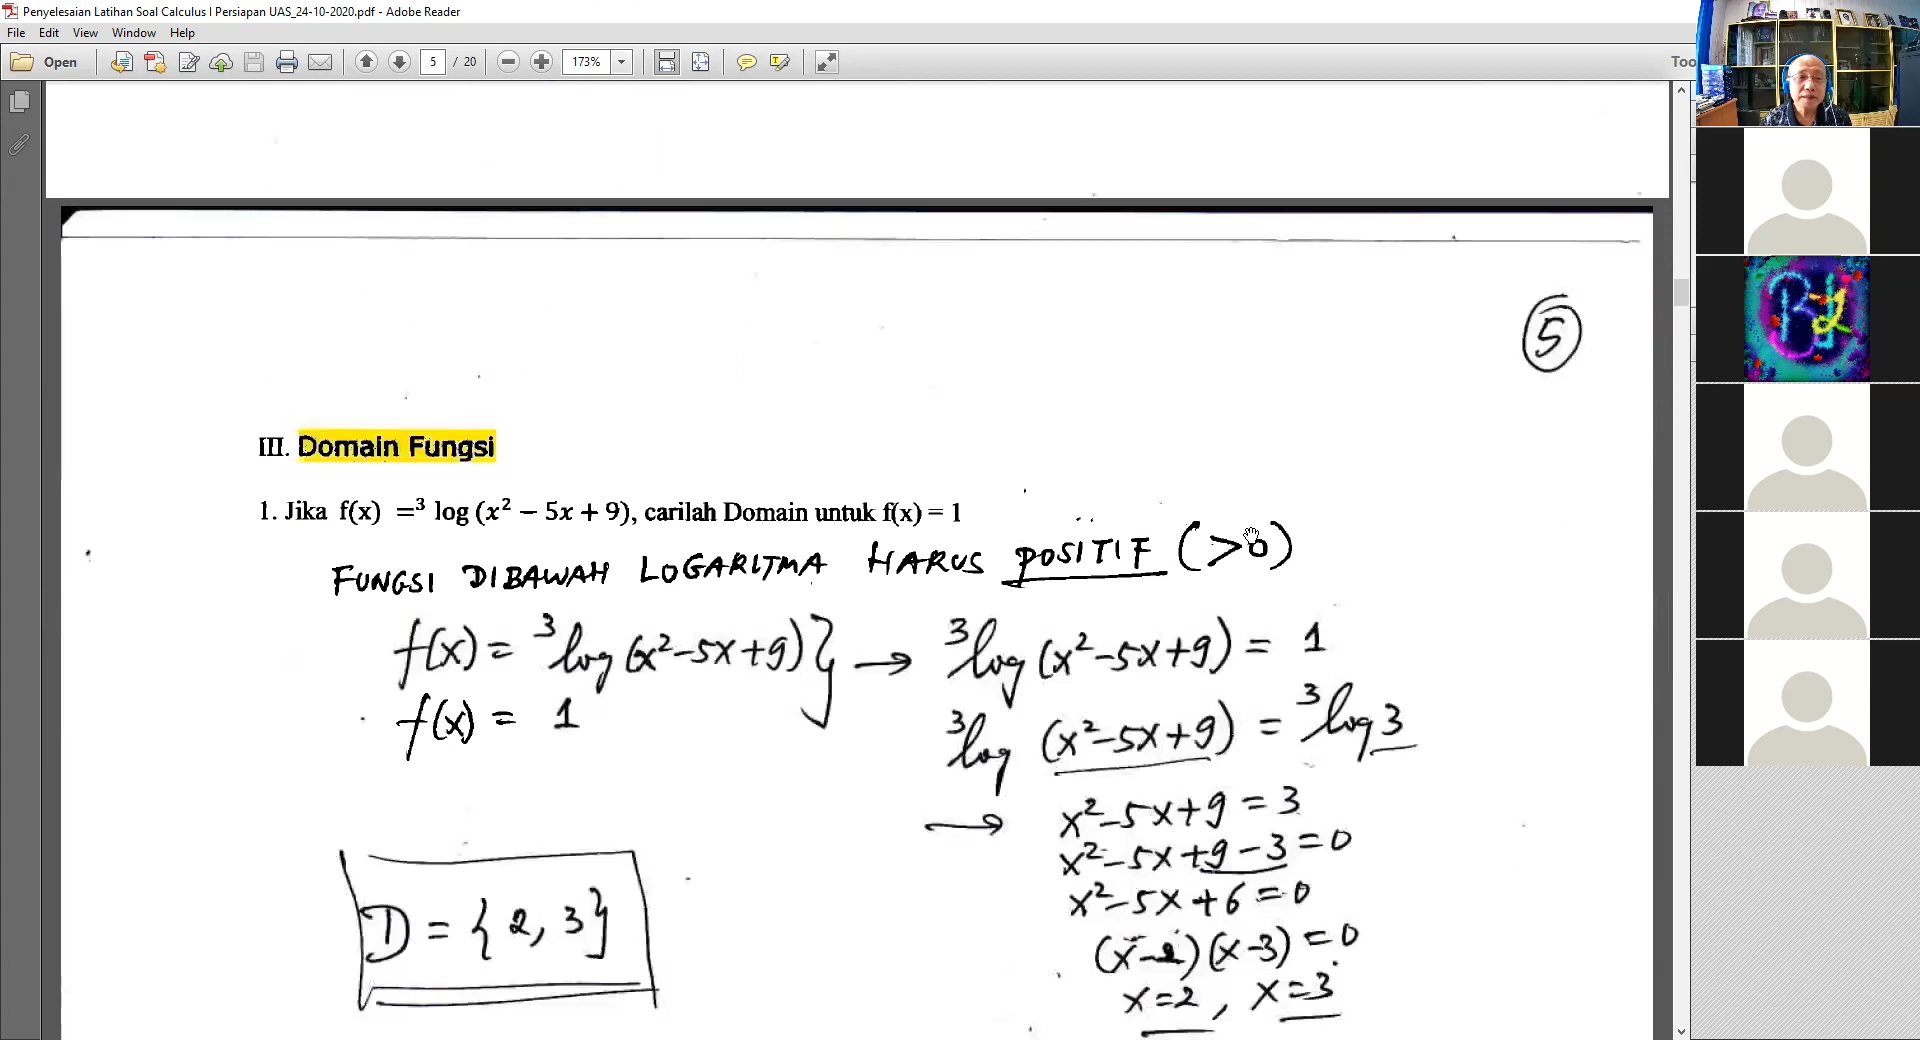 Penyelesaian Latihan Soal Calculus I Persiapan UAS_24-10-2020.pdf - Adobe Reader
File Edit View Window Help
Open 5 / 20 173% Too
5
III. Domain Fungsi
1. Jika f(x) =³ log (x² − 5x + 9), carilah Domain untuk f(x) = 1
FUNGSI DIBAWAH LOGARITMA HARUS POSITIF (>0)
f(x) = ³log (x²-5x+9) } → ³log (x²-5x+9) = 1
f(x) = 1
³log (x²-5x+9) = ³log 3
→ x²-5x+9 = 3
x²-5x+9-3 = 0
x²-5x+6 = 0
(x-2)(x-3) = 0
x=2, x=3
D = {2, 3}